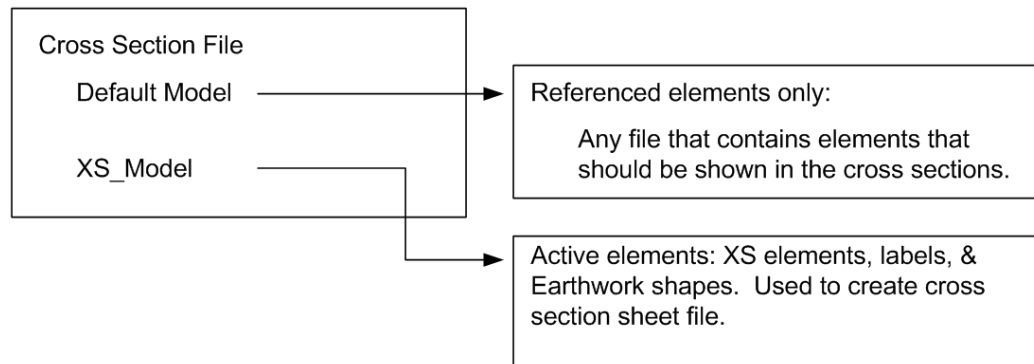 Cross Section File
Default Model
XS_Model
Referenced elements only:
Any file that contains elements that
should be shown in the cross sections.
Active elements: XS elements, labels, &
Earthwork shapes.  Used to create cross
section sheet file.